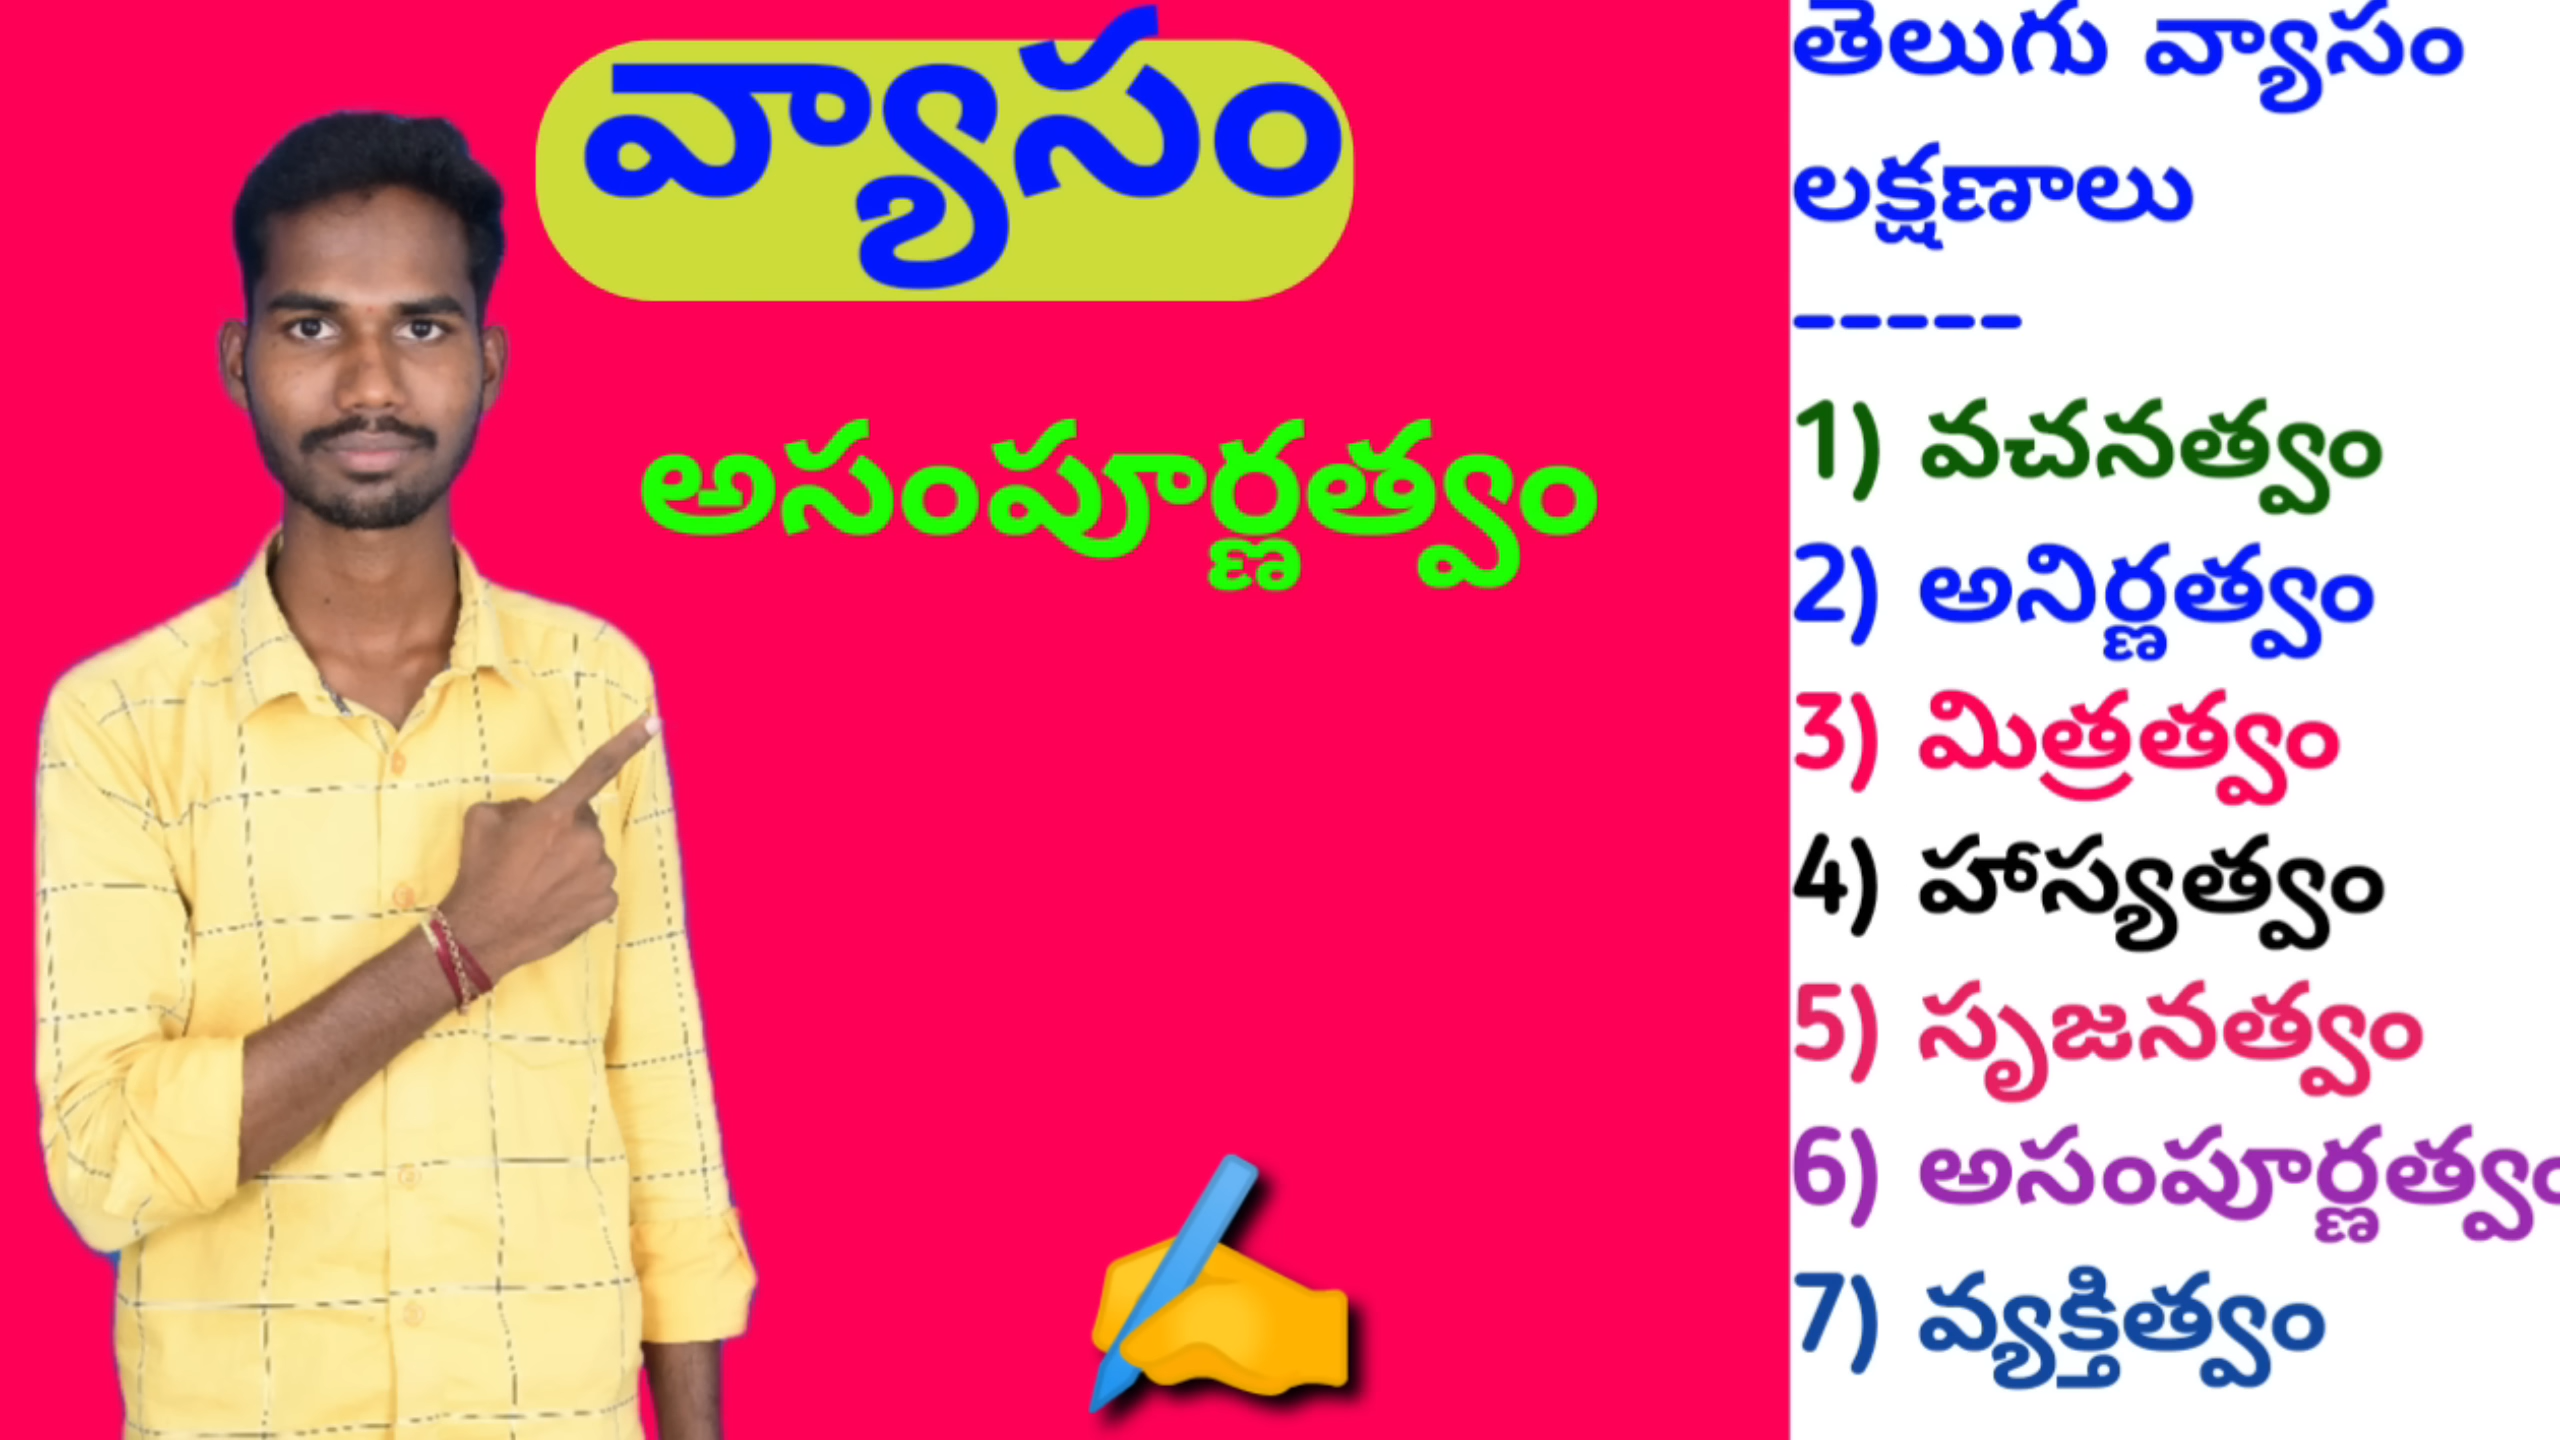 వ్యాసం
అసంపూర్ణత్వం
తెలుగు వ్యాసం
లక్షణాలు
-----
1) వచనత్వం
2) అనిర్ణత్వం
3) మిత్రత్వం
4) హాస్యత్వం
5) సృజనత్వం
6) అసంపూర్ణత్వం
7) వ్యక్తిత్వం